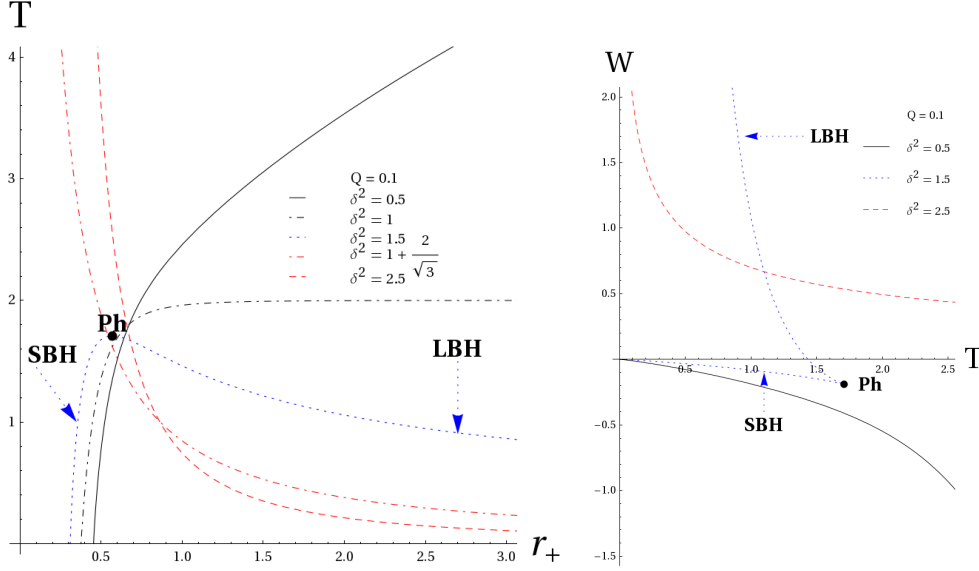 T
4
3
2
1
0.5
1.0
1.5
2.0
2.5
3.0
r₊
Q = 0.1
δ² = 0.5
δ² = 1
δ² = 1.5
δ² = 1 + 2/√3
δ² = 2.5
Ph
SBH
LBH
W
2.0
1.5
1.0
0.5
−0.5
−1.0
−1.5
0.5
1.0
1.5
2.0
2.5
T
Q = 0.1
δ² = 0.5
δ² = 1.5
δ² = 2.5
LBH
Ph
SBH